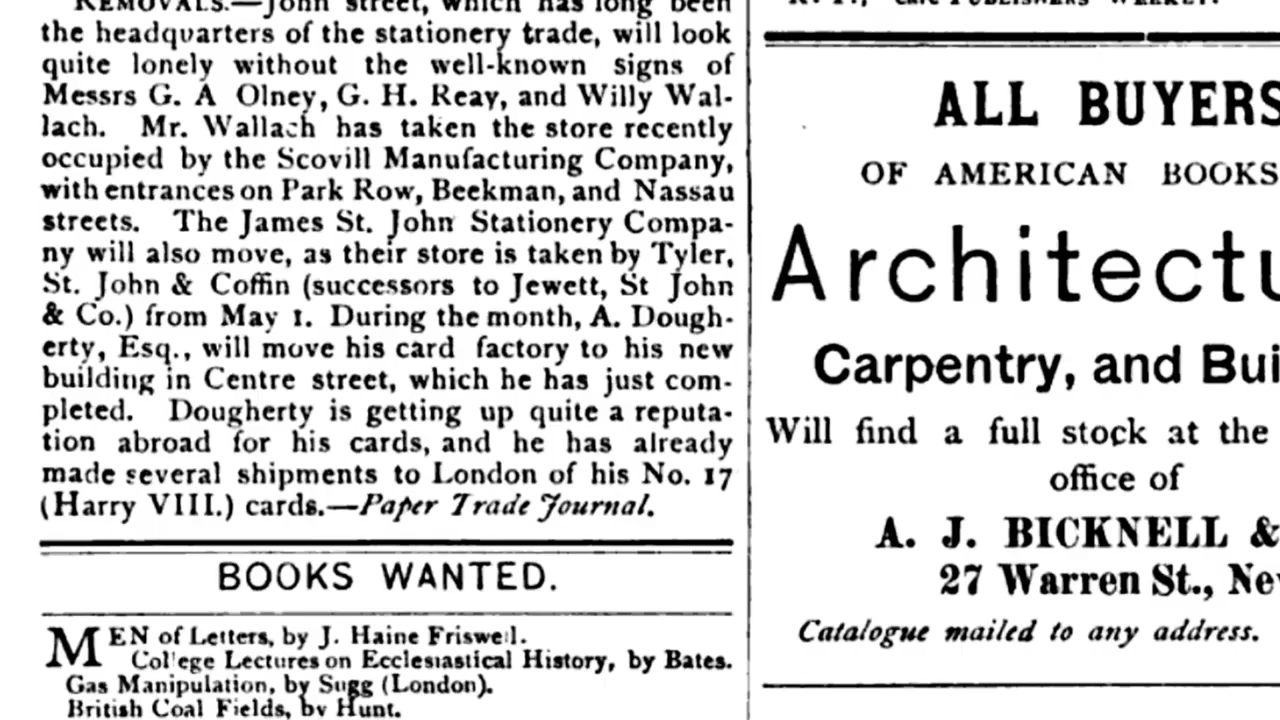 REMOVALS.—John street, which has long been
the headquarters of the stationery trade, will look
quite lonely without the well-known signs of
Messrs G. A Olney, G. H. Reay, and Willy Wal-
lach. Mr. Wallach has taken the store recently
occupied by the Scovill Manufacturing Company,
with entrances on Park Row, Beekman, and Nassau
streets. The James St. John Stationery Compa-
ny will also move, as their store is taken by Tyler,
St. John & Coffin (successors to Jewett, St John
& Co.) from May 1. During the month, A. Dough-
erty, Esq., will move his card factory to his new
building in Centre street, which he has just com-
pleted. Dougherty is getting up quite a reputa-
tion abroad for his cards, and he has already
made several shipments to London of his No. 17
(Harry VIII.) cards.—Paper Trade Journal.
BOOKS WANTED.
MEN of Letters, by J. Haine Friswell.
College Lectures on Ecclesiastical History, by Bates.
Gas Manipulation, by Sugg (London).
British Coal Fields, by Hunt.
PUBLISHERS' WEEKLY.
ALL BUYERS
OF AMERICAN BOOKS
Architectu
Carpentry, and Bui
Will find a full stock at the
office of
A. J. BICKNELL &
27 Warren St., Ne
Catalogue mailed to any address.